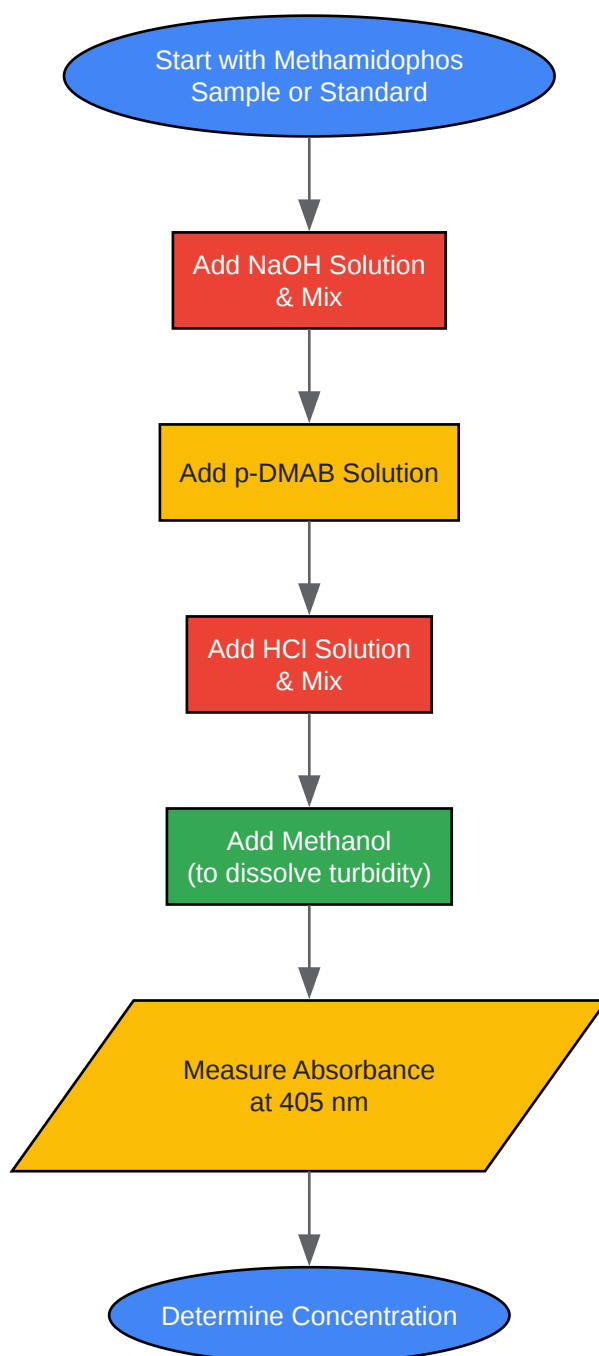 Start with Methamidophos
Sample or Standard
Add NaOH Solution
& Mix
Add p-DMAB Solution
Add HCl Solution
& Mix
Add Methanol
(to dissolve turbidity)
Measure Absorbance
at 405 nm
Determine Concentration